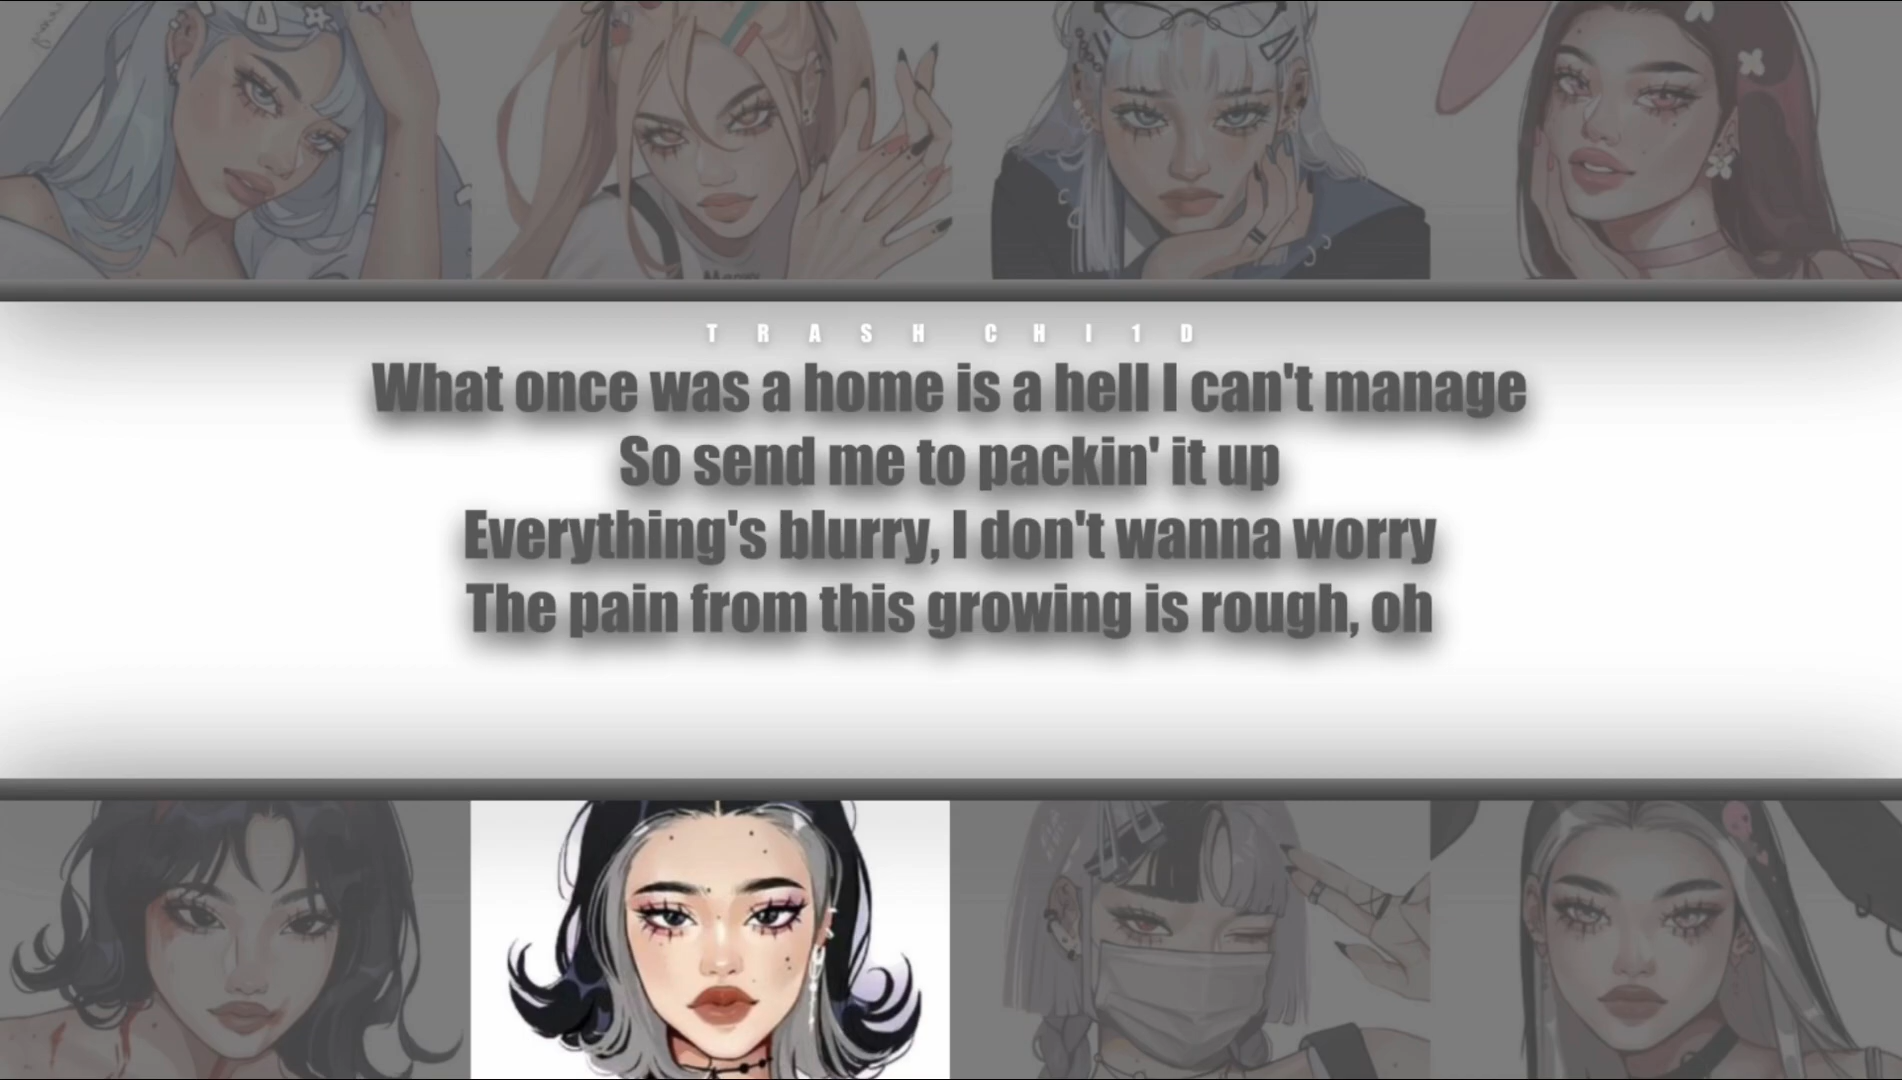 T R A S H C H I 1 D
What once was a home is a hell I can't manage
So send me to packin' it up
Everything's blurry, I don't wanna worry
The pain from this growing is rough, oh